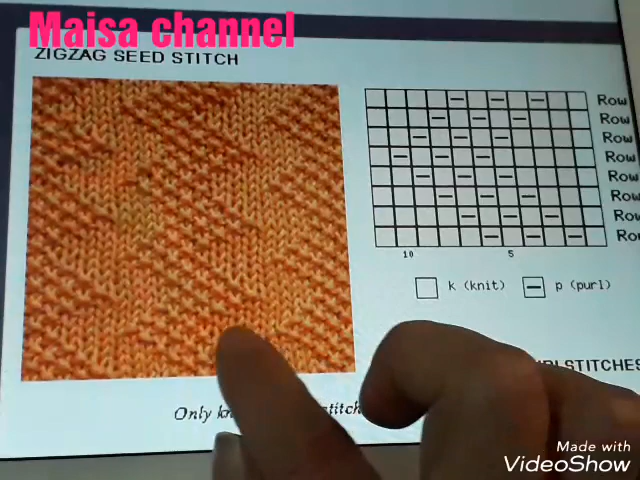 Maisa channel
ZIGZAG SEED STITCH
Row
Row
Row
Row
Row
Row
Row
10 5
k (knit) p (purl)
STITCHES
Only
Made with
VideoShow